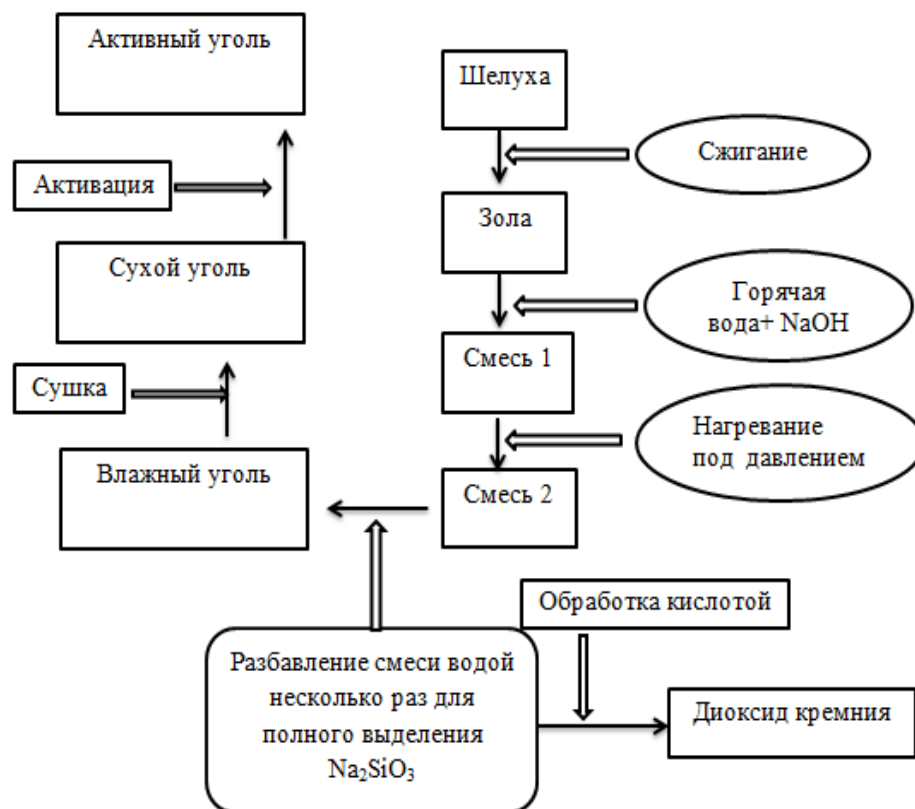 Активный уголь
Активация
Сухой уголь
Сушка
Влажный уголь
Шелуха
Сжигание
Зола
Горячая
вода+ NaOH
Смесь 1
Нагревание
под давлением
Смесь 2
Обработка кислотой
Разбавление смеси водой
несколько раз для
полного выделения
Na₂SiO₃
Диоксид кремния